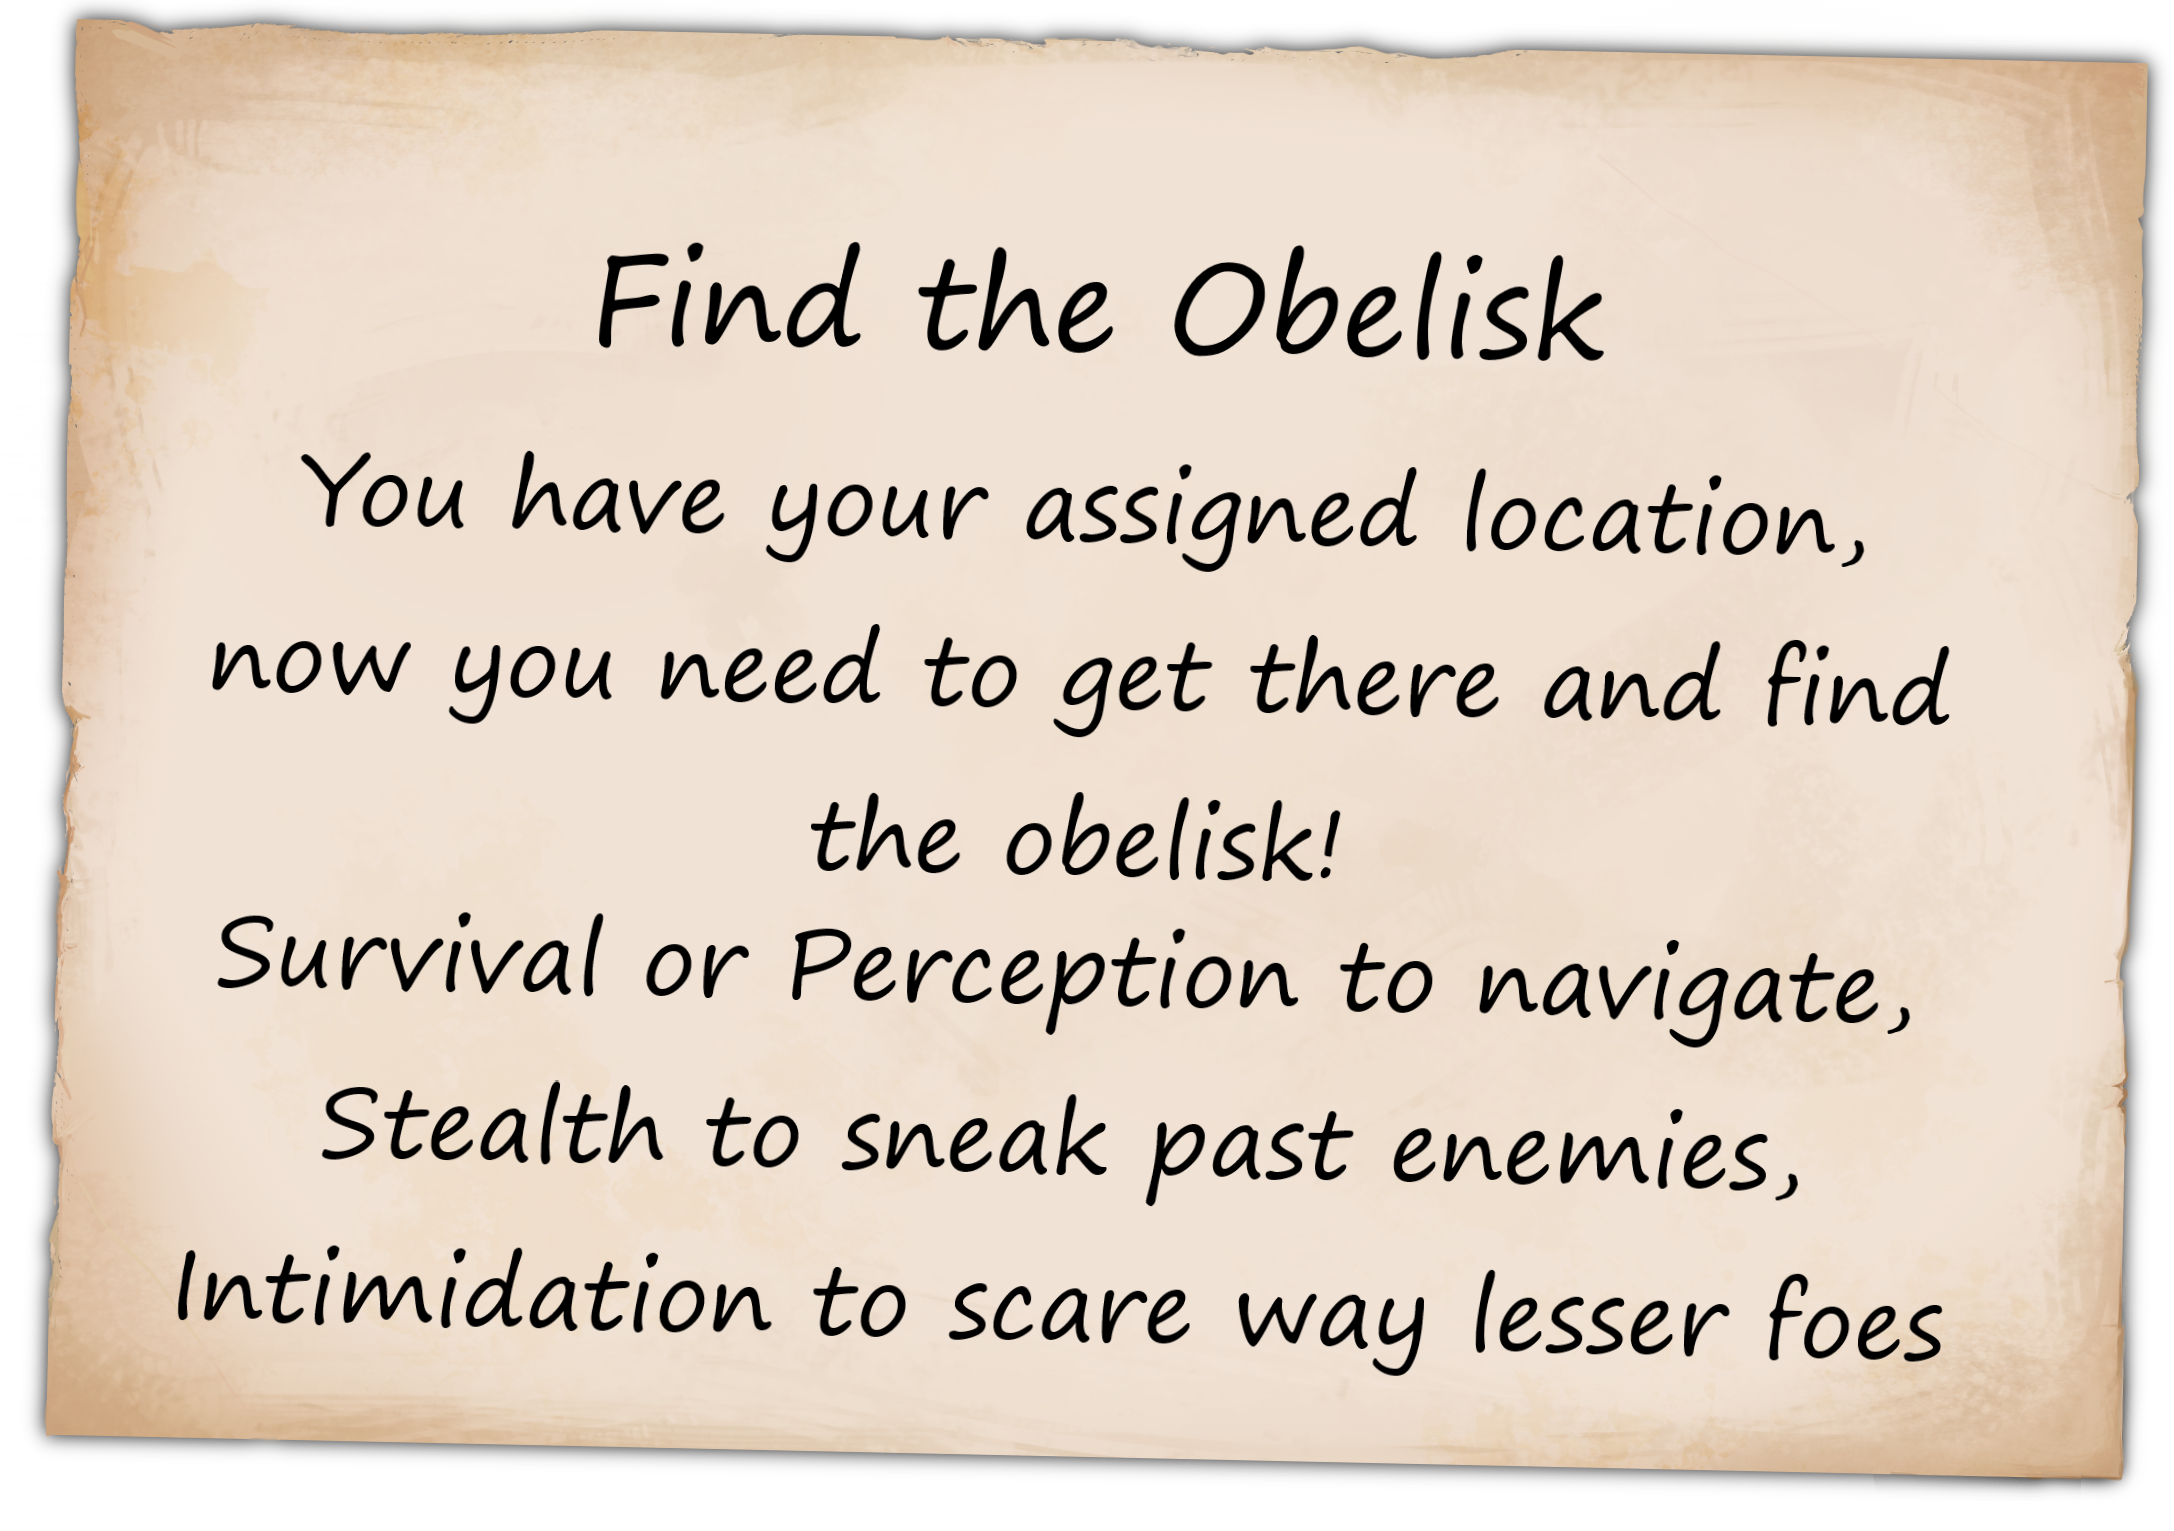 Find the Obelisk
You have your assigned location,
now you need to get there and find
the obelisk!
Survival or Perception to navigate,
Stealth to sneak past enemies,
Intimidation to scare way lesser foes